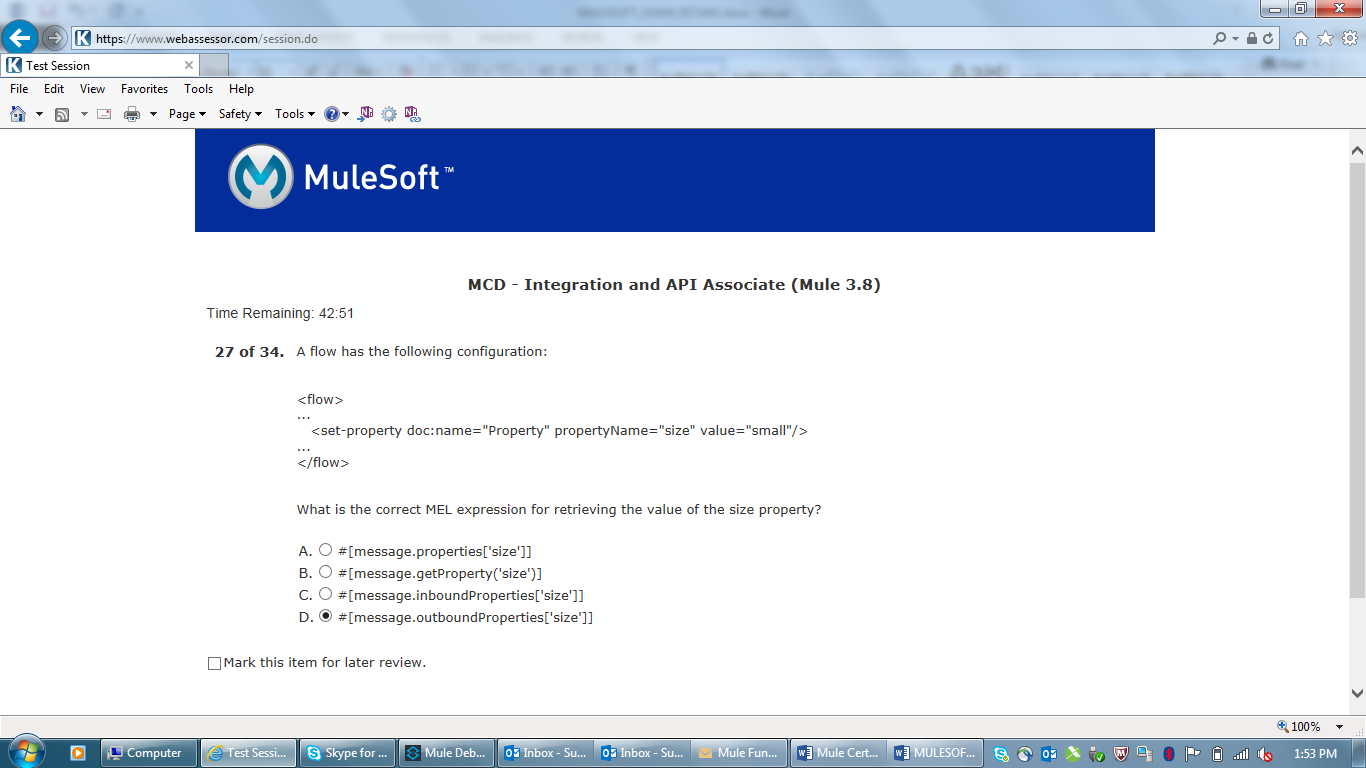 https://www.webassessor.com/session.do
Test Session
File Edit View Favorites Tools Help
Page Safety Tools
MuleSoft™
MCD - Integration and API Associate (Mule 3.8)
Time Remaining: 42:51
27 of 34. A flow has the following configuration:
<flow>
...
<set-property doc:name="Property" propertyName="size" value="small"/>
...
</flow>
What is the correct MEL expression for retrieving the value of the size property?
A. #[message.properties['size']]
B. #[message.getProperty('size')]
C. #[message.inboundProperties['size']]
D. #[message.outboundProperties['size']]
Mark this item for later review.
100%
Computer Test Sessi... Skype for ... Mule Deb... Inbox - Su... Inbox - Su... Mule Fun... Mule Cert... MULESOF... 1:53 PM